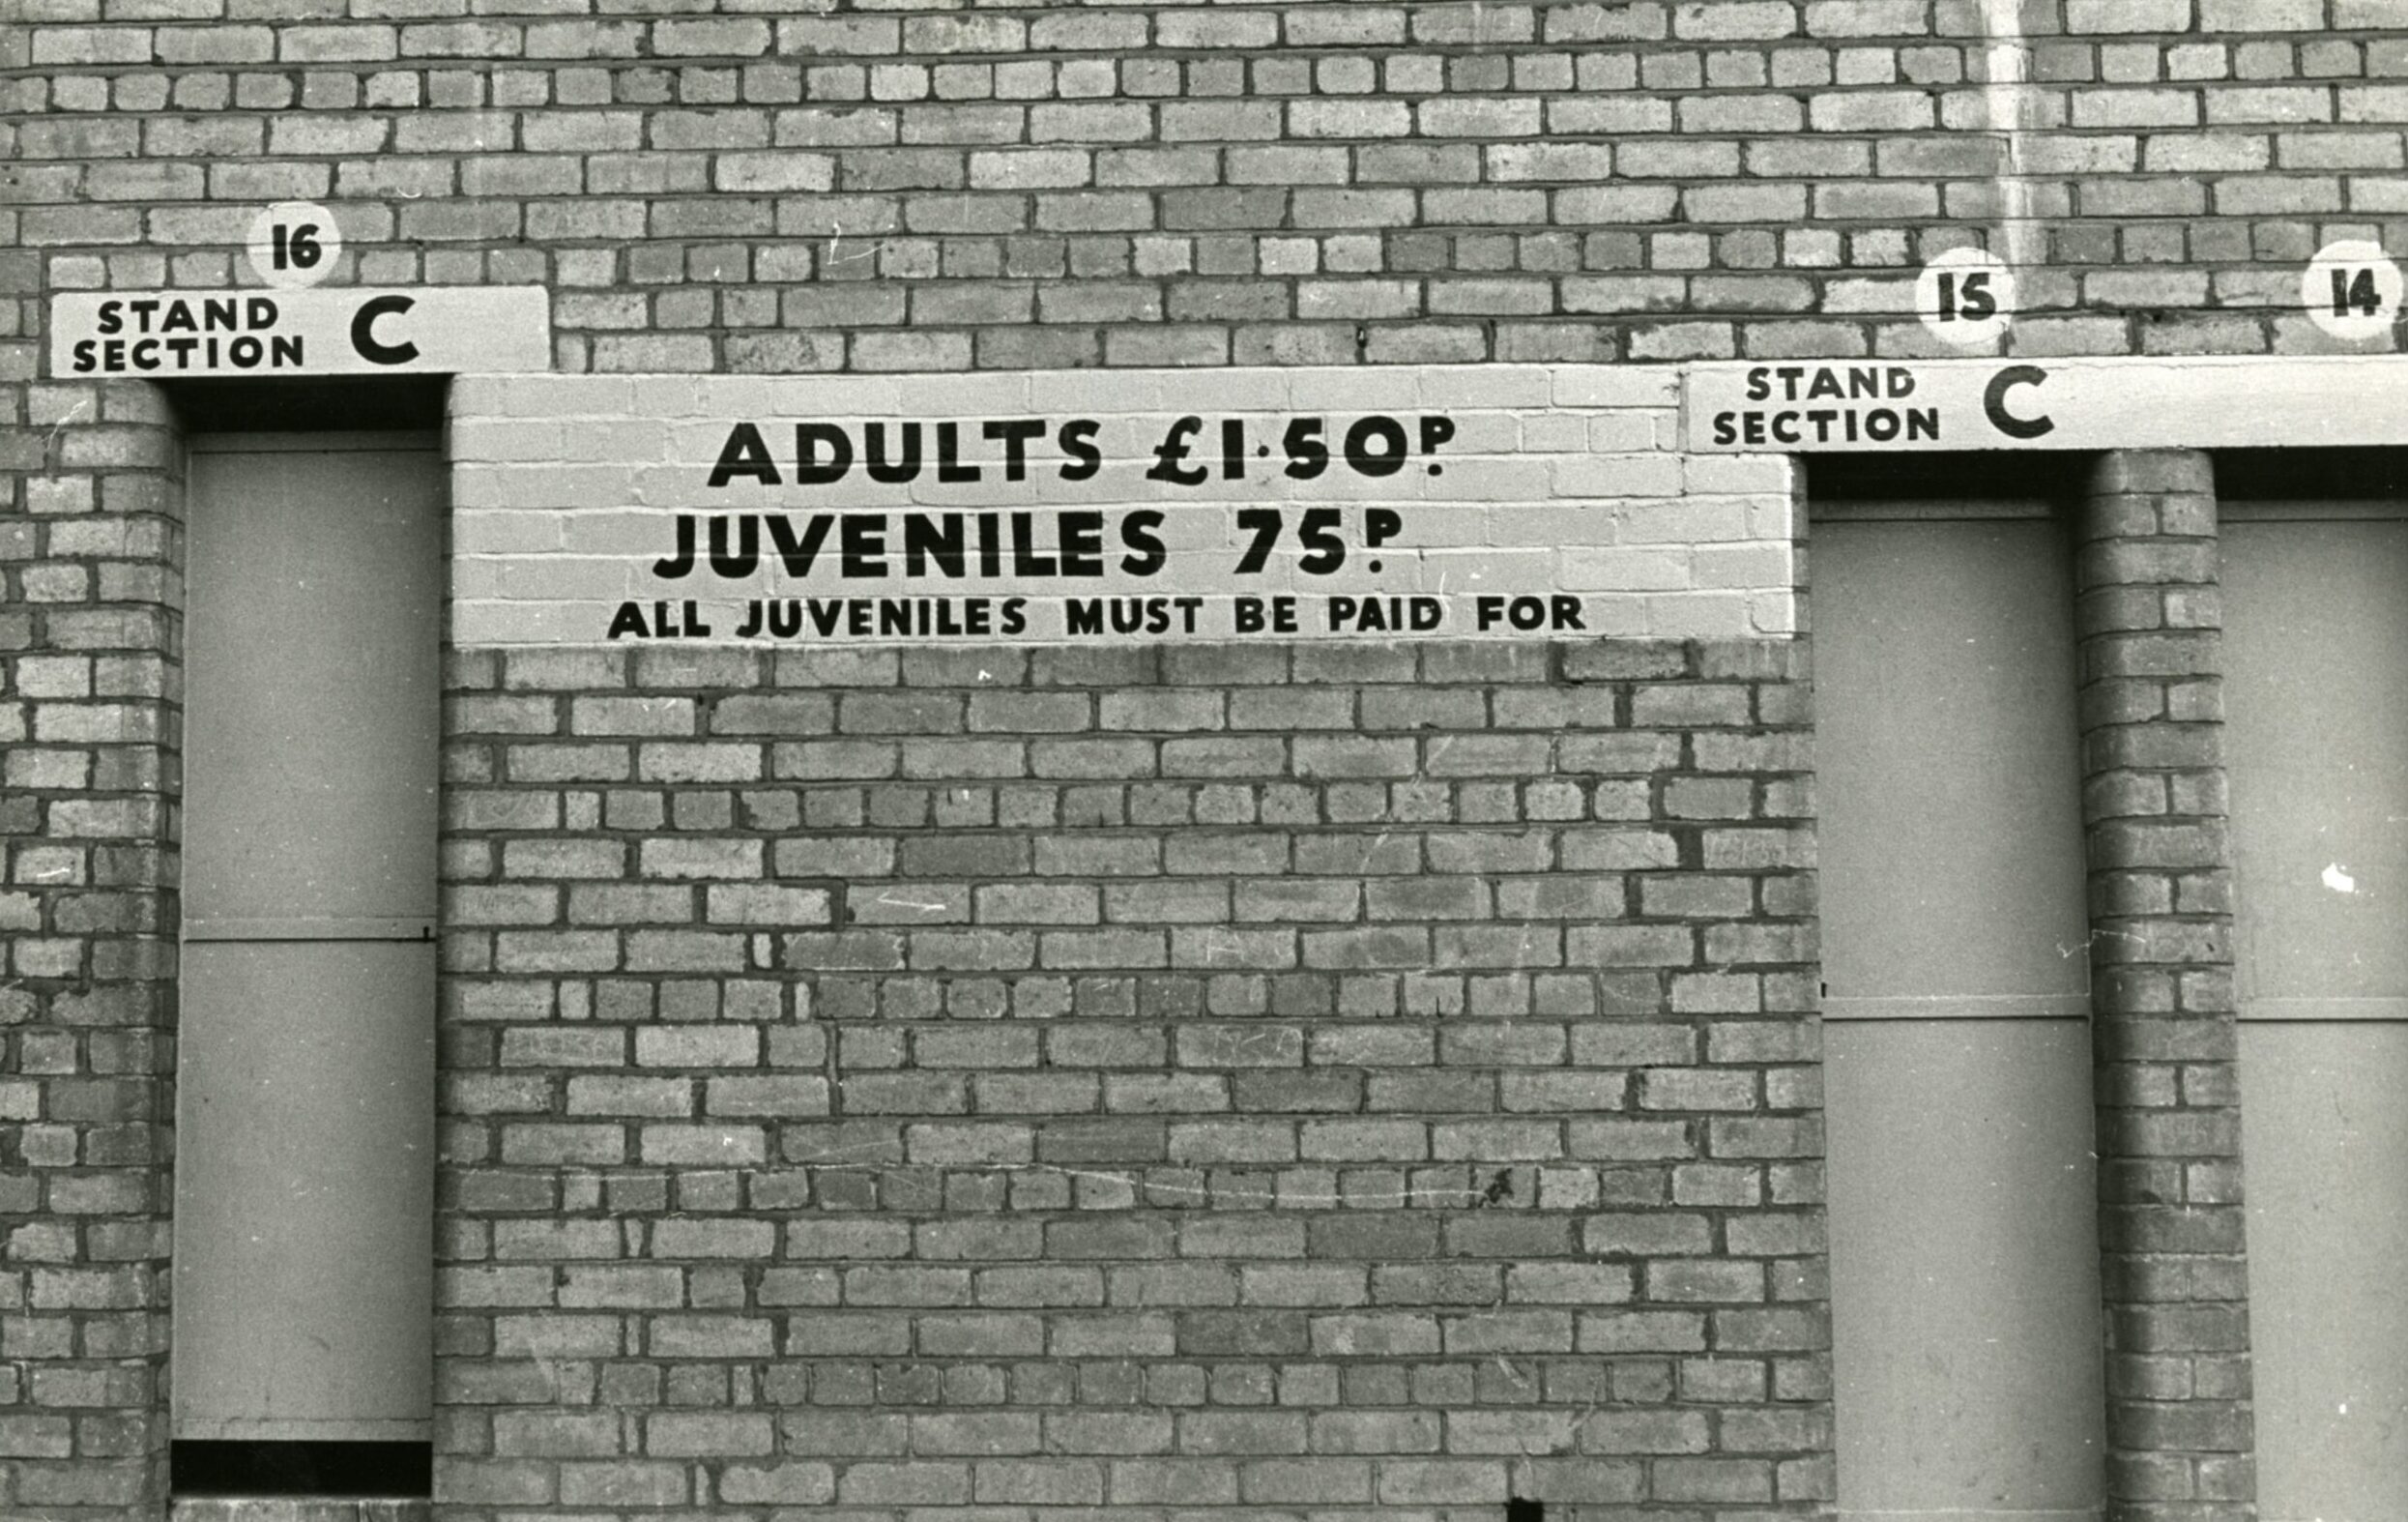 16
STAND
SECTION C
ADULTS £1·50P
JUVENILES 75P
ALL JUVENILES MUST BE PAID FOR
15
STAND
SECTION C
14